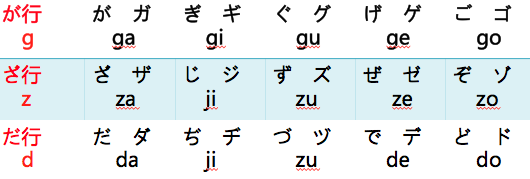 が行 が ガ ぎ ギ ぐ グ げ ゲ ご ゴ
g ga gi gu ge go
ざ行 ざ ザ じ ジ ず ズ ぜ ゼ ぞ ゾ
z za ji zu ze zo
だ行 だ ダ ぢ ヂ づ ヅ で デ ど ド
d da ji zu de do